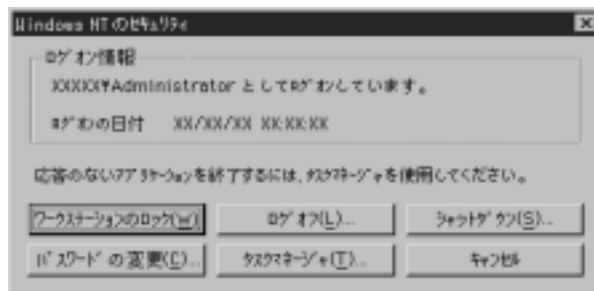 Windows NT のｾｷｭﾘﾃｨ
ﾛｸﾞｵﾝ情報
XXXXX¥Administrator としてﾛｸﾞｵﾝしています。
ﾛｸﾞｵﾝの日付 XX/XX/XX XX:XX:XX
応答のないｱﾌﾟﾘｹｰｼｮﾝを終了するには、ﾀｽｸﾏﾈｰｼﾞｬを使用してください。
ﾜｰｸｽﾃｰｼｮﾝのﾛｯｸ(W)
ﾛｸﾞｵﾌ(L)...
ｼｬｯﾄﾀﾞｳﾝ(S)...
ﾊﾟｽﾜｰﾄﾞの変更(C)...
ﾀｽｸﾏﾈｰｼﾞｬ(T)...
ｷｬﾝｾﾙ